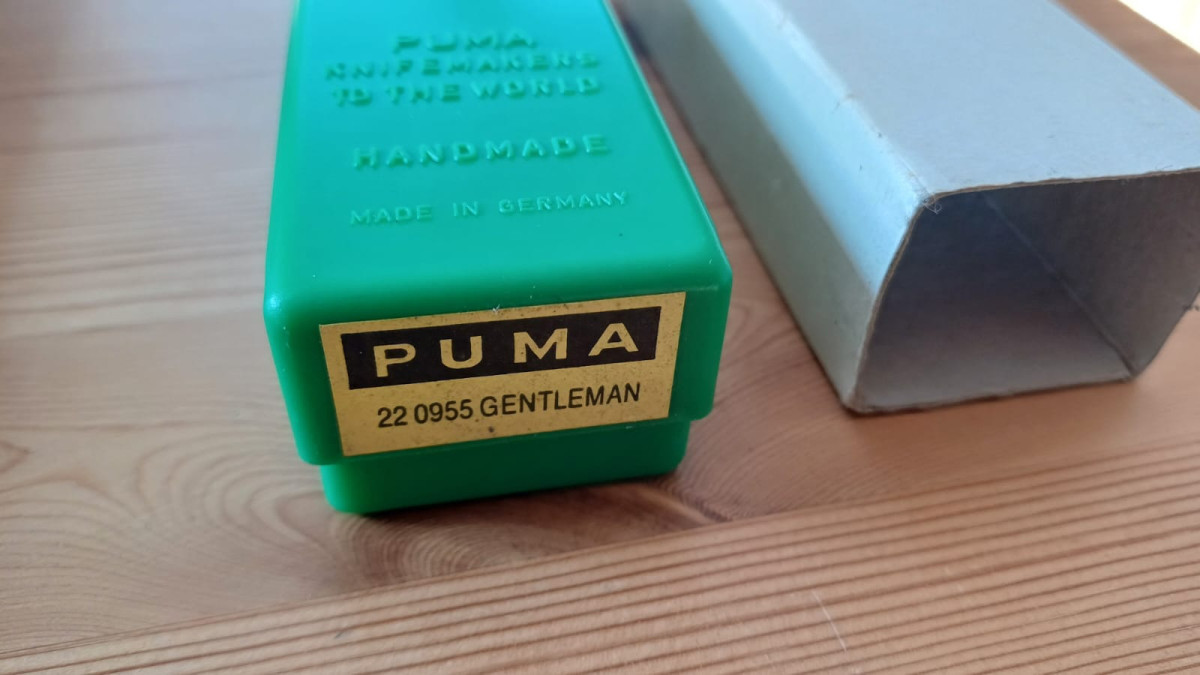 PUMA
KNIFEMAKERS
TO THE WORLD
HANDMADE
MADE IN GERMANY
PUMA
22 0955 GENTLEMAN